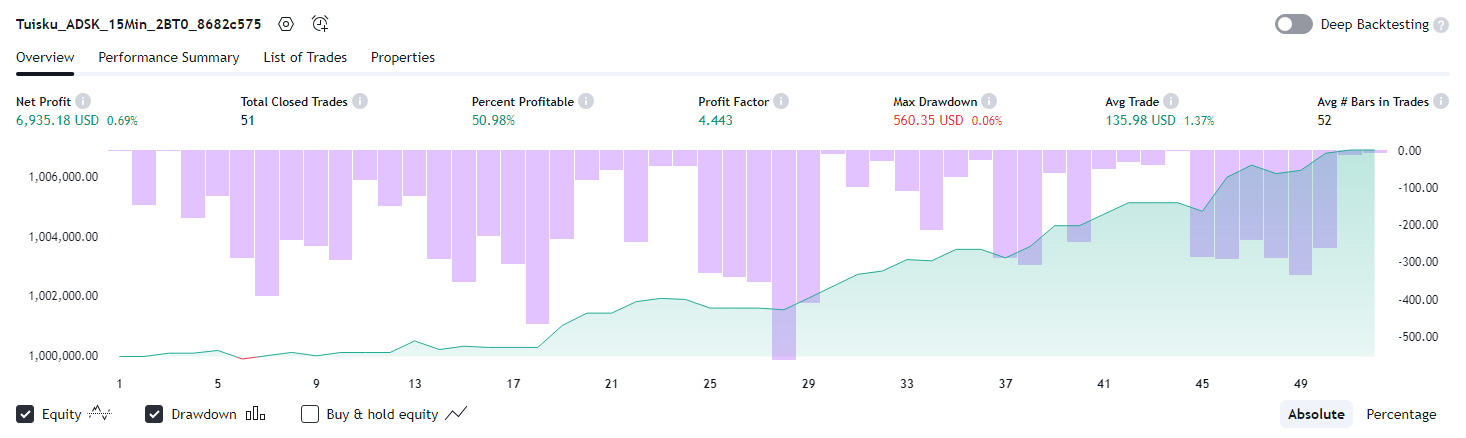 Tuisku_ADSK_15Min_2BT0_8682c575
Deep Backtesting ?
Overview Performance Summary List of Trades Properties
Net Profit i Total Closed Trades i Percent Profitable i Profit Factor i Max Drawdown i Avg Trade i Avg # Bars in Trades i
6,935.18 USD 0.69% 51 50.98% 4.443 560.35 USD 0.06% 135.98 USD 1.37% 52
0.00
1,006,000.00
-100.00
-200.00
1,004,000.00
-300.00
1,002,000.00
-400.00
-500.00
1,000,000.00
1 5 9 13 17 21 25 29 33 37 41 45 49
Equity Drawdown Buy & hold equity Absolute Percentage